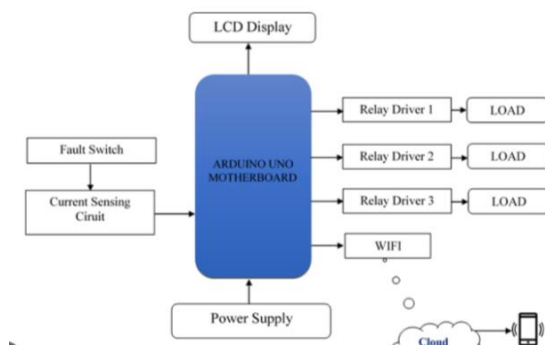 LCD Display
Relay Driver 1
LOAD
Fault Switch
ARDUINO UNO
MOTHERBOARD
Relay Driver 2
LOAD
Current Sensing
Ciruit
Relay Driver 3
LOAD
WIFI
Power Supply
Cloud